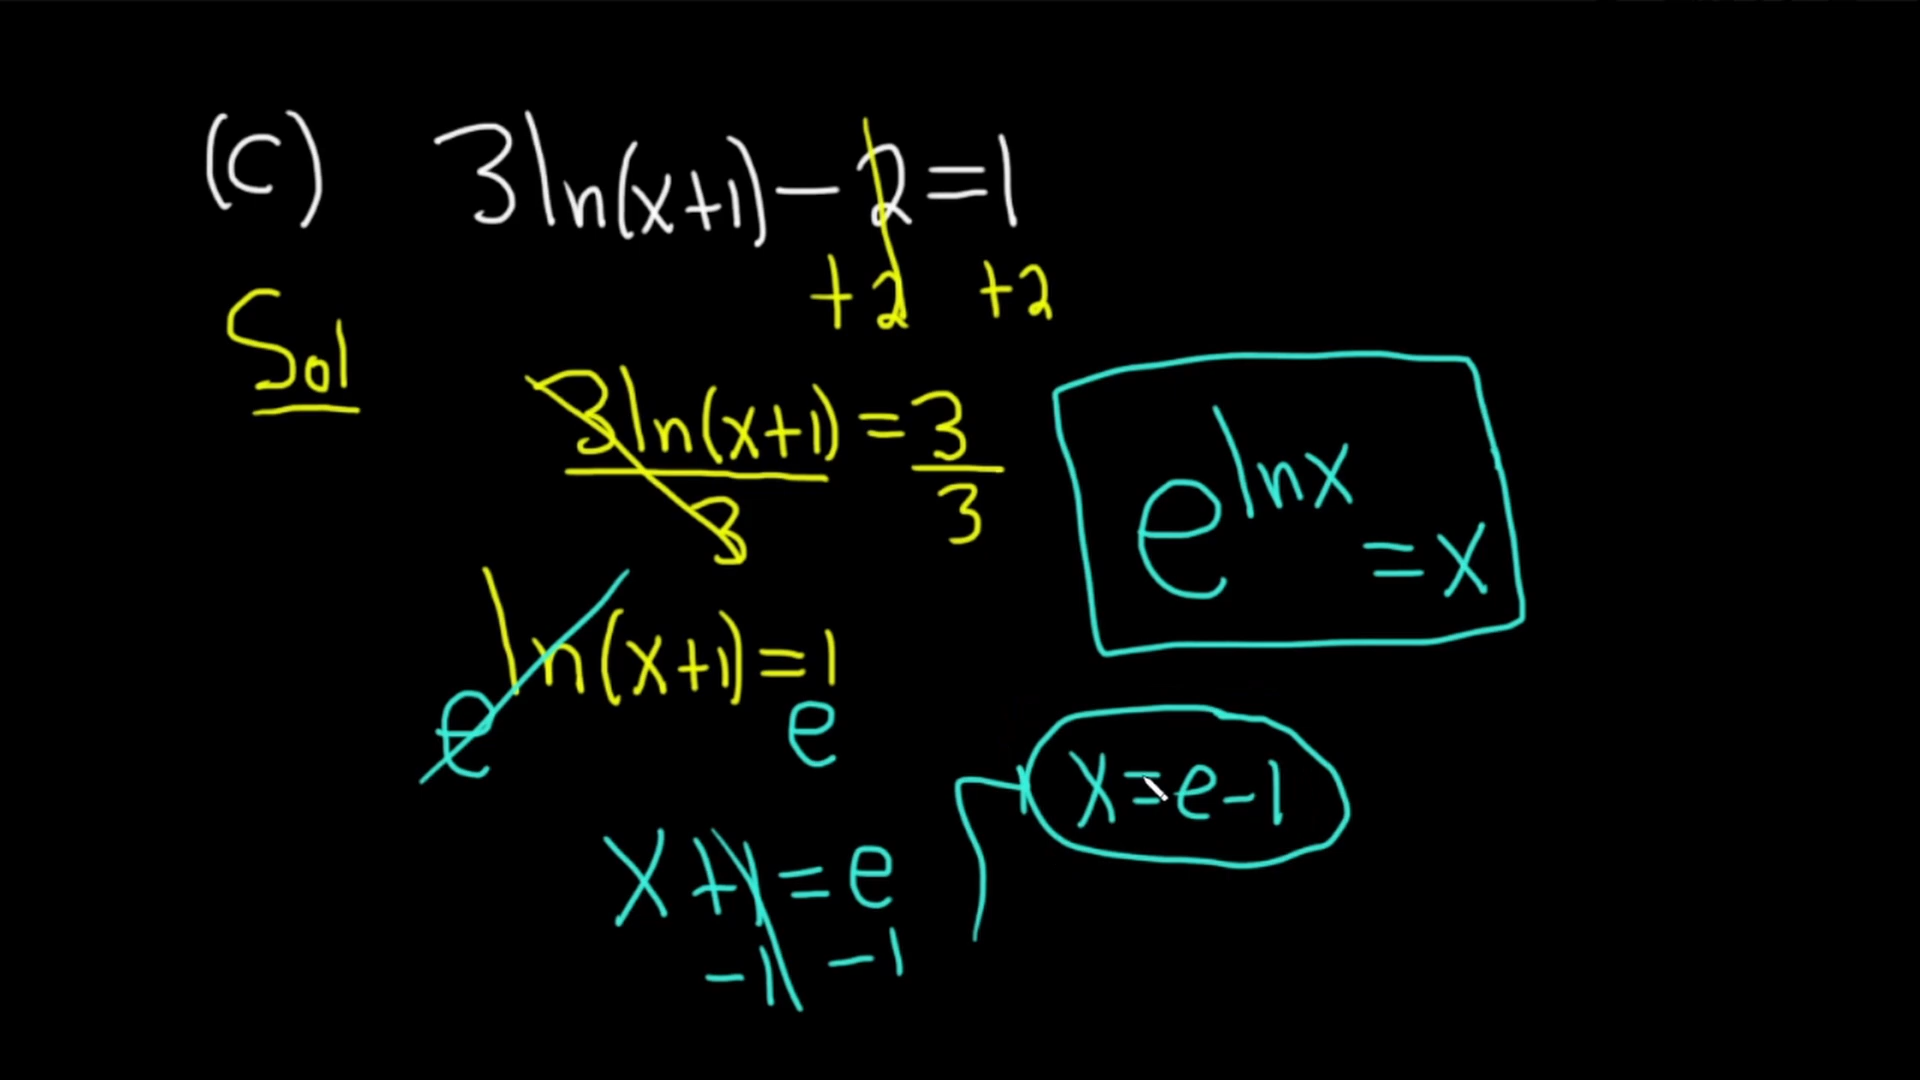 (C) 3ln(x+1)-2=1
+2 +2
Sol
3ln(x+1) = 3
3 3
e^lnx = x
ln(x+1) = 1
e e
x = e - 1
x + 1 = e
-1 -1